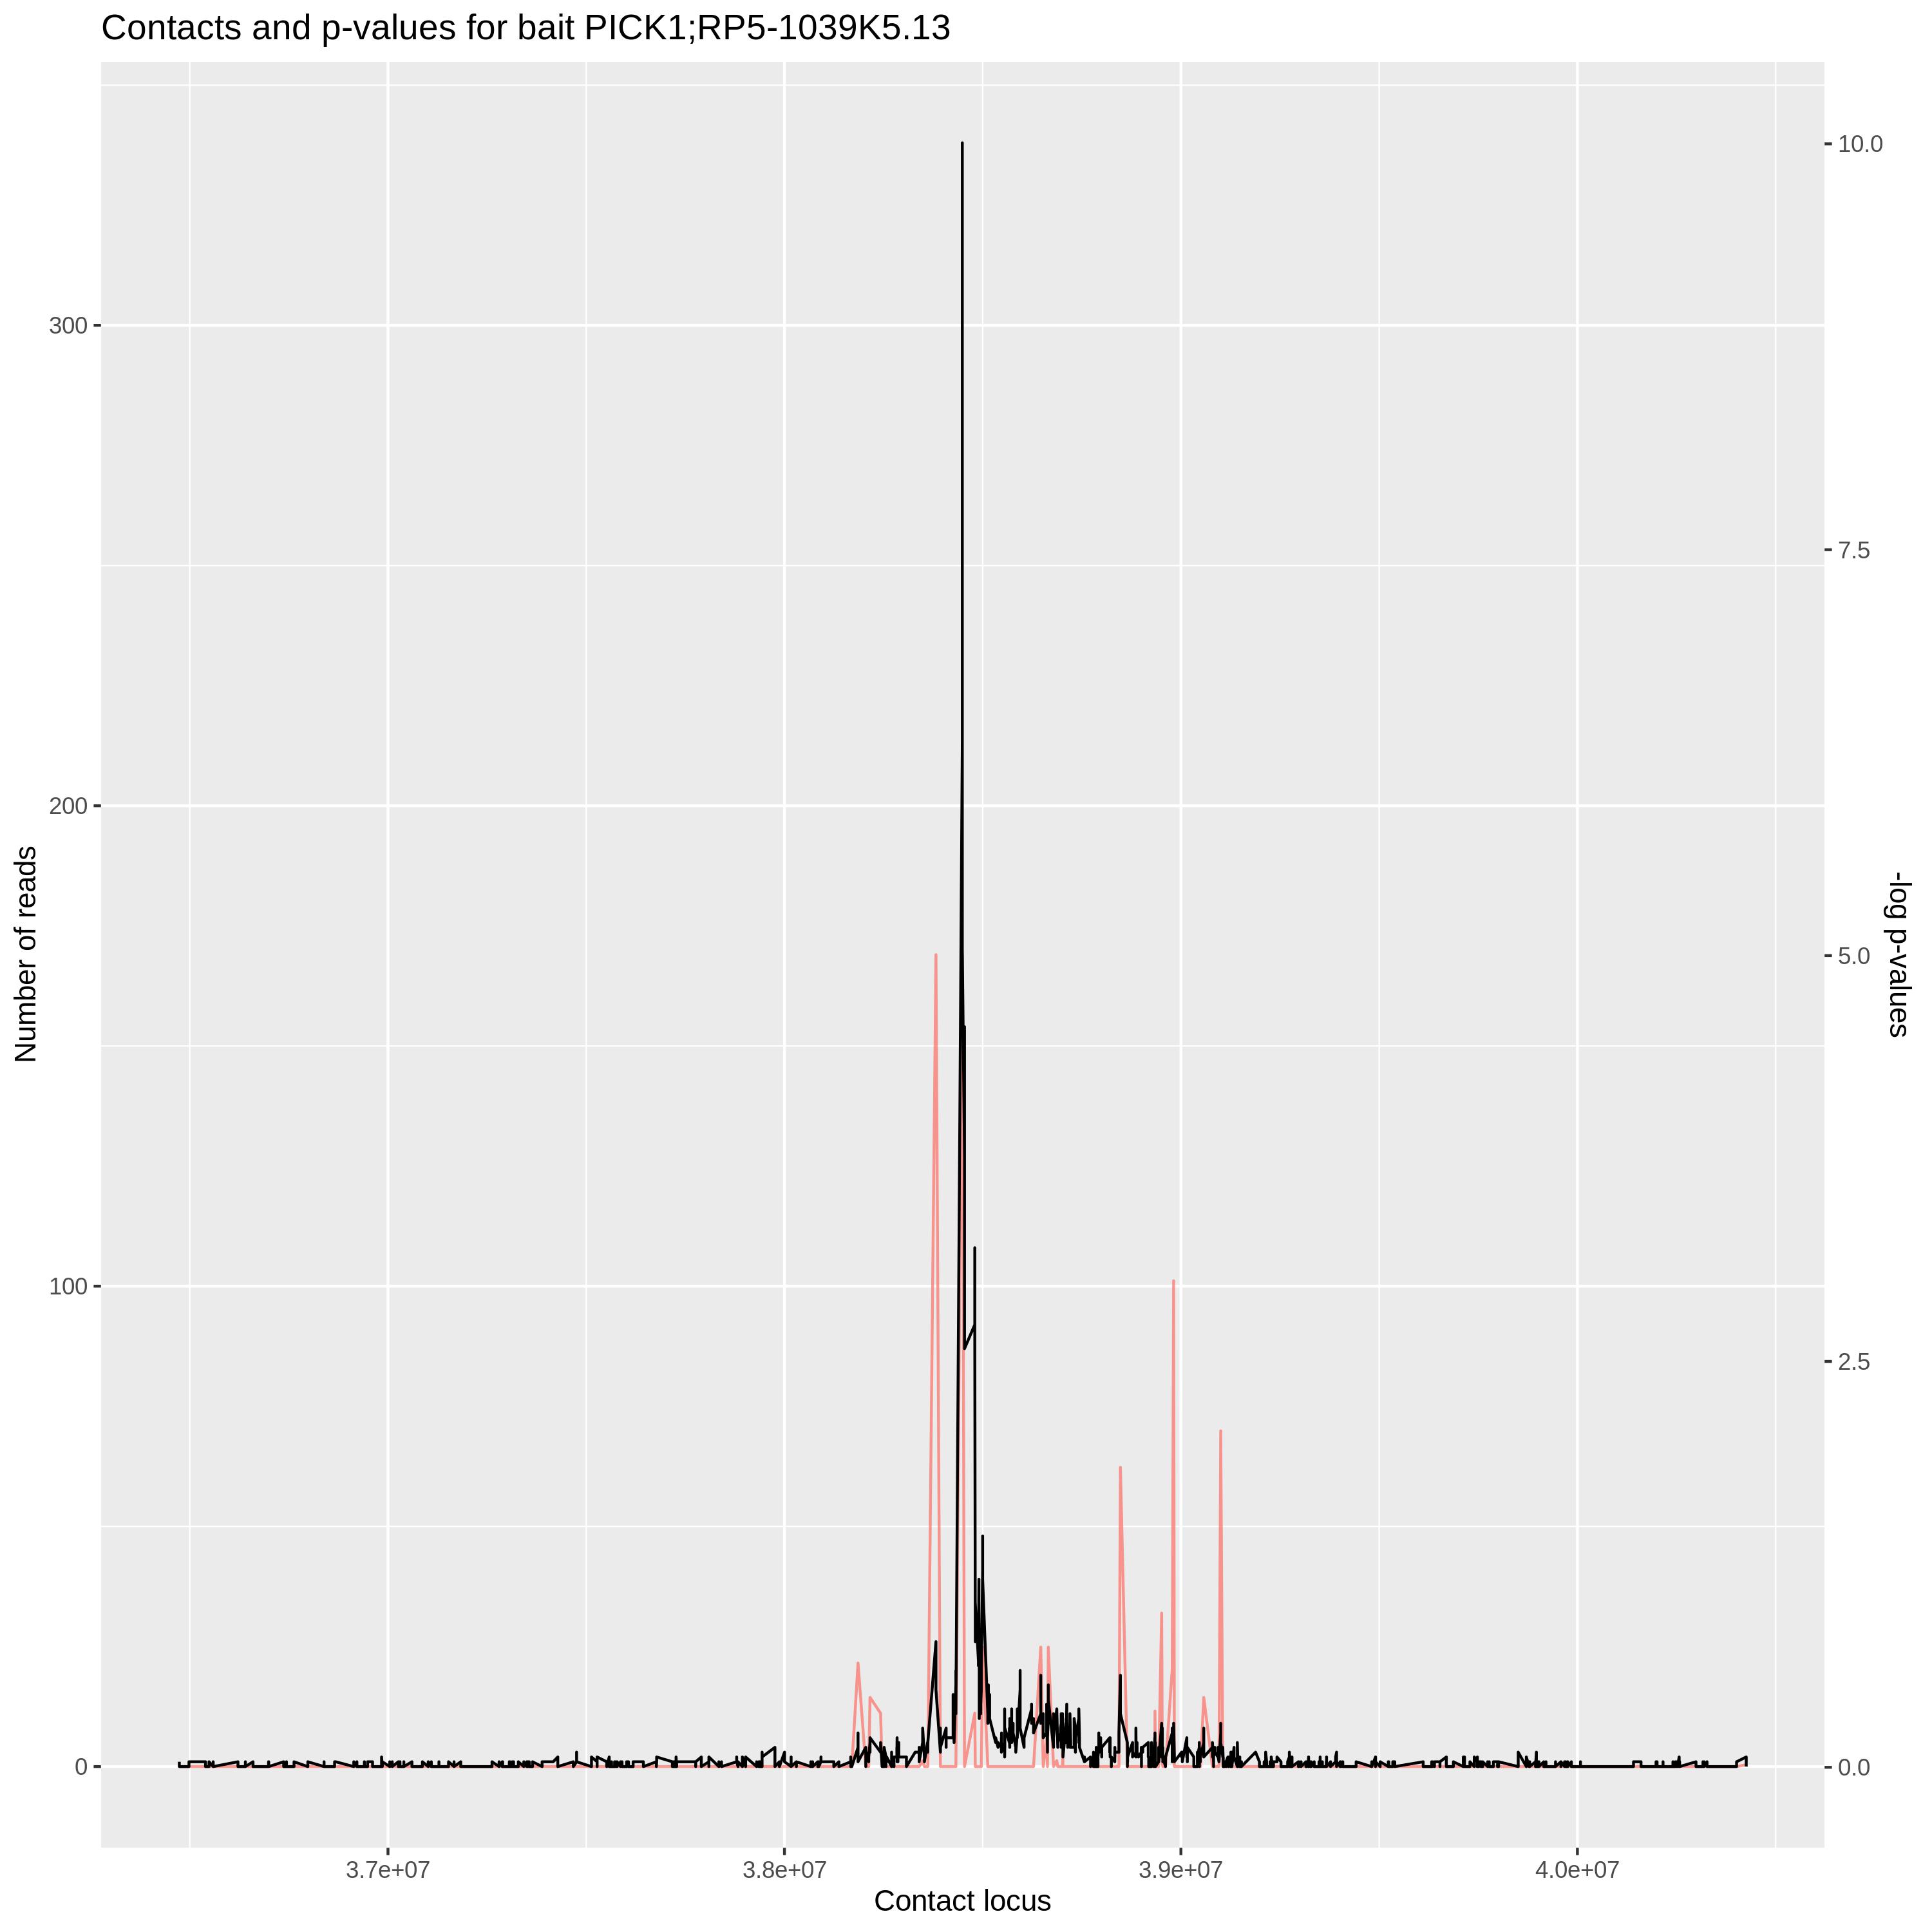 Contacts and p-values for bait PICK1;RP5-1039K5.13
300
200
100
0
Number of reads
10.0
7.5
5.0
2.5
0.0
-log p-values
3.7e+07
3.8e+07
3.9e+07
4.0e+07
Contact locus